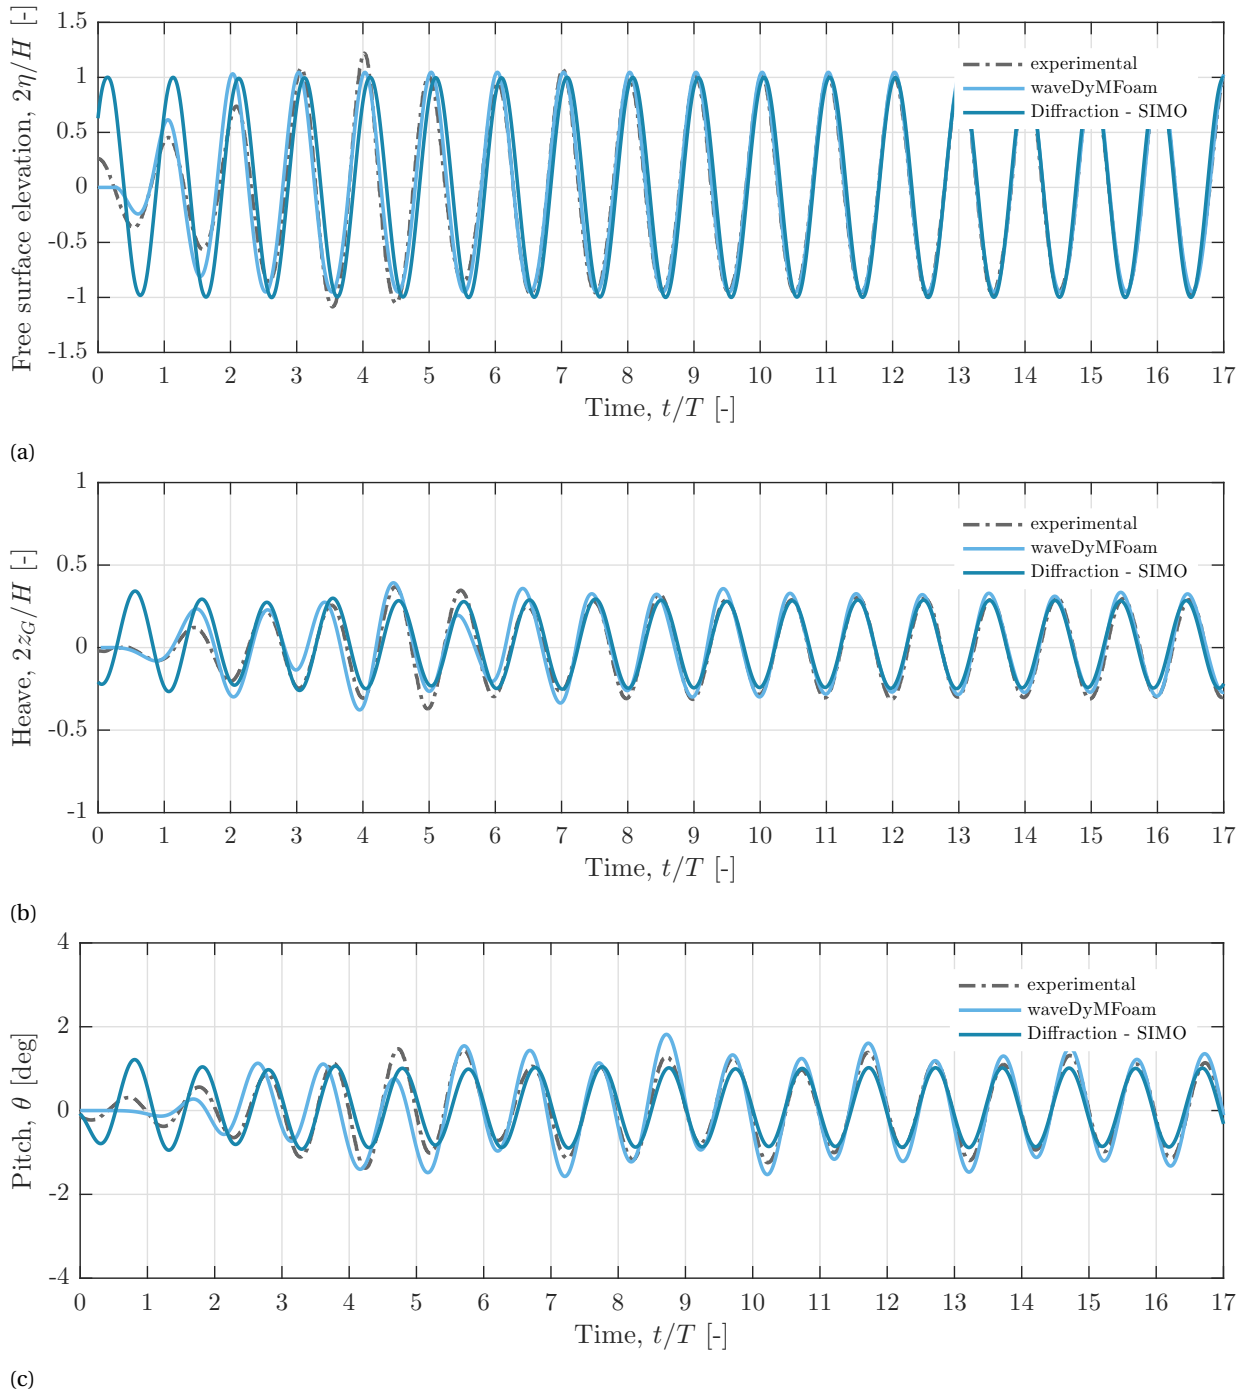 Free surface elevation, 2η/H [-]
1.5
1
0.5
0
-0.5
-1
-1.5
experimental
waveDyMFoam
Diffraction - SIMO
0 1 2 3 4 5 6 7 8 9 10 11 12 13 14 15 16 17
Time, t/T [-]
(a)
Heave, 2z_G/H [-]
1
0.5
0
-0.5
-1
experimental
waveDyMFoam
Diffraction - SIMO
0 1 2 3 4 5 6 7 8 9 10 11 12 13 14 15 16 17
Time, t/T [-]
(b)
Pitch, θ [deg]
4
2
0
-2
-4
experimental
waveDyMFoam
Diffraction - SIMO
0 1 2 3 4 5 6 7 8 9 10 11 12 13 14 15 16 17
Time, t/T [-]
(c)